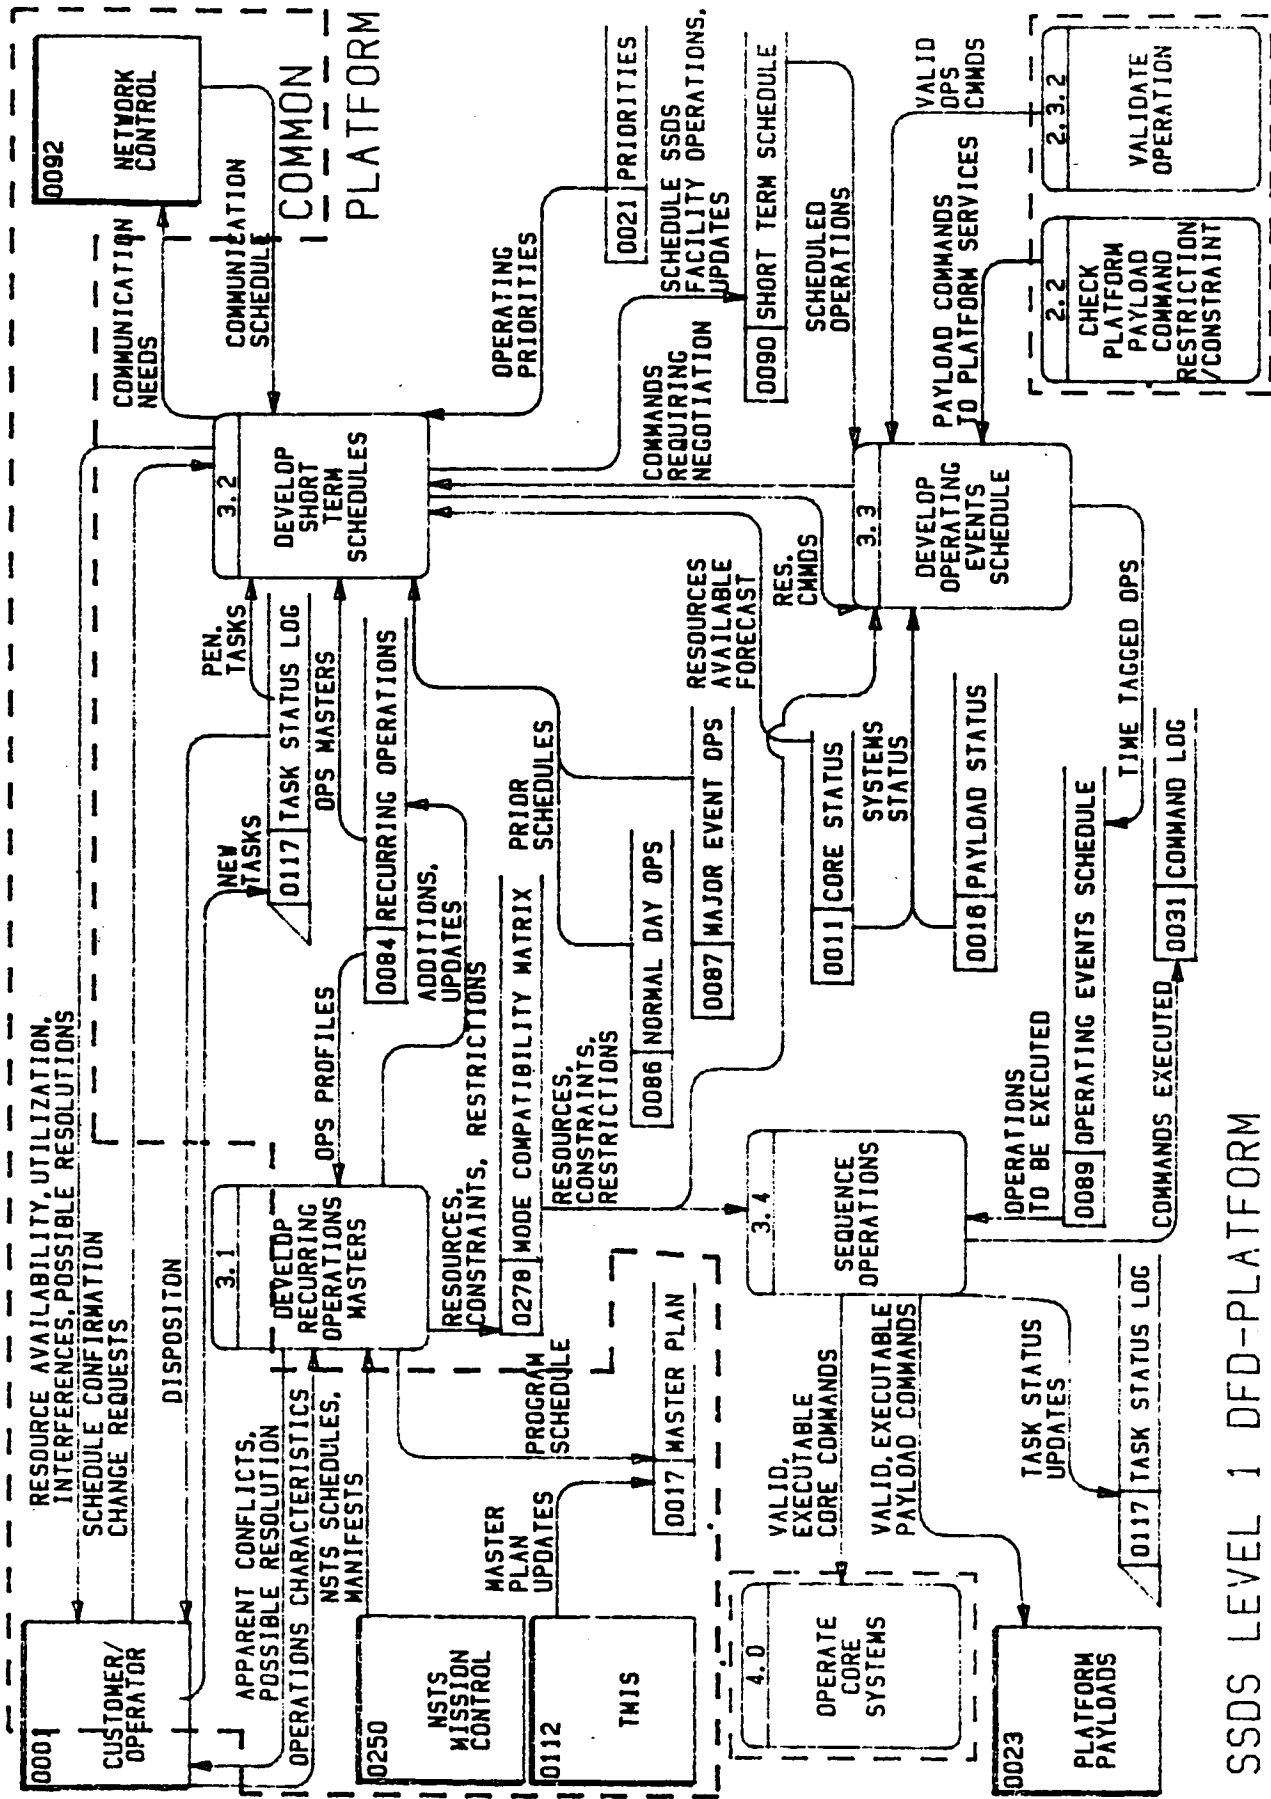 RESOURCE AVAILABILITY,UTILIZATION,
INTERFERENCES,POSSIBLE RESOLUTIONS
SCHEDULE CONFIRMATION
CHANGE REQUESTS
0001
CUSTOMER/
OPERATOR
DISPOSITON
NEW
TASKS
0117 TASK STATUS LOG
PEN.
TASKS
COMMUNICATION
NEEDS
0092
NETWORK
CONTROL
COMMUNICATION
SCHEDULE
COMMON
PLATFORM
APPARENT CONFLICTS,
POSSIBLE RESOLUTION
OPERATIONS CHARACTERISTICS
NSTS SCHEDULES,
MANIFESTS
3.1
DEVELOP
RECURRING
OPERATIONS
MASTERS
OPS PROFILES
OPS MASTERS
0084 RECURRING OPERATIONS
ADDITIONS,
UPDATES
3.2
DEVELOP
SHORT
TERM
SCHEDULES
0250
NSTS
MISSION
CONTROL
RESOURCES,
CONSTRAINTS, RESTRICTIONS
0278 MODE COMPATIBILITY MATRIX
PRIOR
SCHEDULES
OPERATING
PRIORITIES
0021 PRIORITIES
MASTER
PLAN
UPDATES
PROGRAM
SCHEDULE
0112
TMIS
0017 MASTER PLAN
RESOURCES,
CONSTRAINTS,
RESTRICTIONS
0086 NORMAL DAY OPS
0087 MAJOR EVENT OPS
RESOURCES
AVAILABLE
FORECAST
COMMANDS
REQUIRING
NEGOTIATION
SCHEDULE SSDS
FACILITY OPERATIONS,
UPDATES
0090 SHORT TERM SCHEDULE
RES.
CMMDS
SCHEDULED
OPERATIONS
4.0
OPERATE
CORE
SYSTEMS
VALID,
EXECUTABLE
CORE COMMANDS
VALID,EXECUTABLE
PAYLOAD COMMANDS
3.4
SEQUENCE
OPERATIONS
0011 CORE STATUS
SYSTEMS
STATUS
0018 PAYLOAD STATUS
3.3
DEVELOP
OPERATING
EVENTS
SCHEDULE
PAYLOAD COMMANDS
TO PLATFORM SERVICES
VALID
OPS
CMMDS
0023
PLATFORM
PAYLOADS
TASK STATUS
UPDATES
0117 TASK STATUS LOG
OPERATIONS
TO BE EXECUTED
0089 OPERATING EVENTS SCHEDULE
TIME TAGGED OPS
COMMANDS EXECUTED
0031 COMMAND LOG
2.2
CHECK
PLATFORM
PAYLOAD
COMMAND
RESTRICTION
/CONSTRAINT
2.3.2
VALIDATE
OPERATION
SSDS LEVEL 1 DFD-PLATFORM